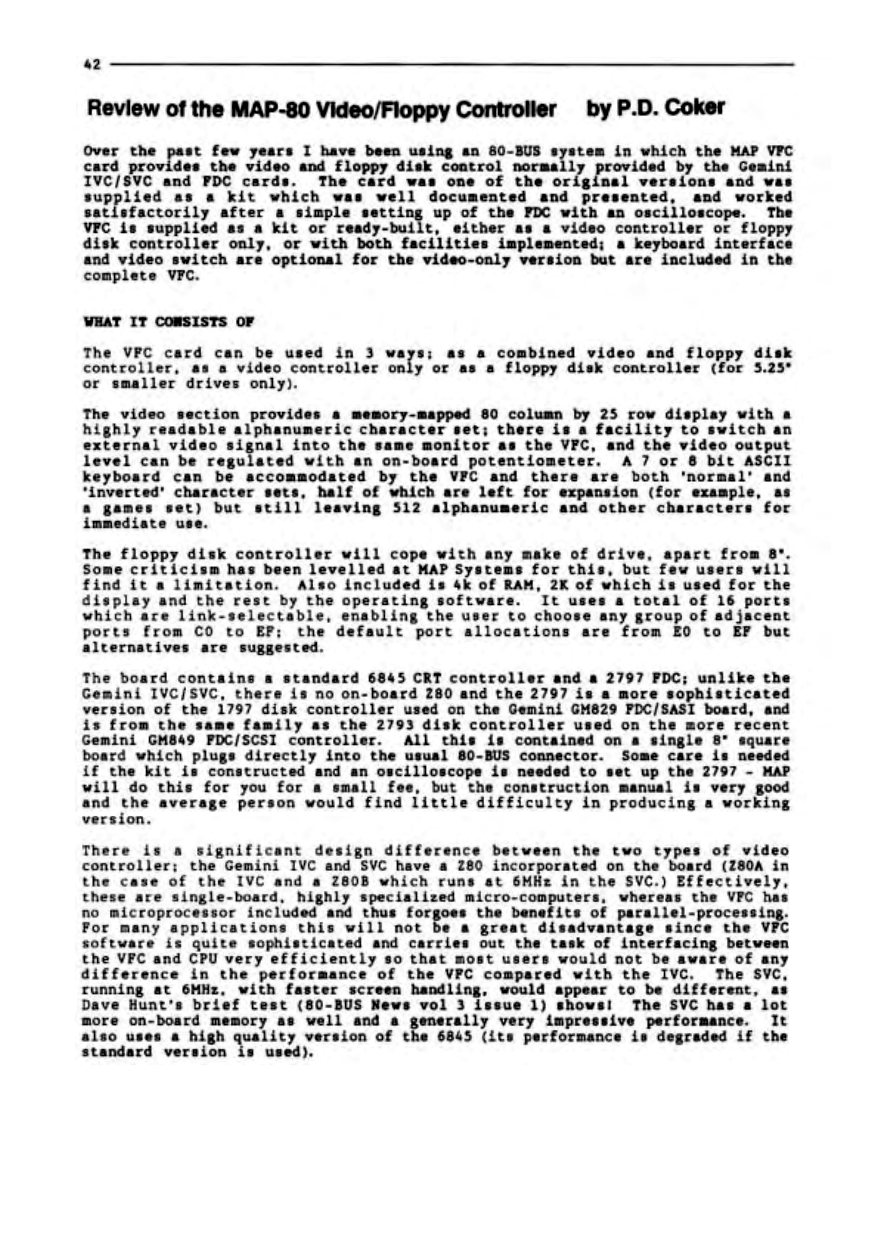 42
Review of the MAP-80 Video/Floppy Controller by P.D. Coker
Over the past few years I have been using an 80-BUS system in which the MAP VFC
card provides the video and floppy disk control normally provided by the Gemini
IVC/SVC and FDC cards. The card was one of the original versions and was
supplied as a kit which was well documented and presented, and worked
satisfactorily after a simple setting up of the FDC with an oscilloscope. The
VFC is supplied as a kit or ready-built, either as a video controller or floppy
disk controller only, or with both facilities implemented; a keyboard interface
and video switch are optional for the video-only version but are included in the
complete VFC.
WHAT IT CONSISTS OF
The VFC card can be used in 3 ways; as a combined video and floppy disk
controller, as a video controller only or as a floppy disk controller (for 5.25"
or smaller drives only).
The video section provides a memory-mapped 80 column by 25 row display with a
highly readable alphanumeric character set; there is a facility to switch an
external video signal into the same monitor as the VFC, and the video output
level can be regulated with an on-board potentiometer. A 7 or 8 bit ASCII
keyboard can be accommodated by the VFC and there are both 'normal' and
'inverted' character sets, half of which are left for expansion (for example, as
a games set) but still leaving 512 alphanumeric and other characters for
immediate use.
The floppy disk controller will cope with any make of drive, apart from 8".
Some criticism has been levelled at MAP Systems for this, but few users will
find it a limitation. Also included is 4k of RAM, 2K of which is used for the
display and the rest by the operating software. It uses a total of 16 ports
which are link-selectable, enabling the user to choose any group of adjacent
ports from C0 to EF; the default port allocations are from E0 to EF but
alternatives are suggested.
The board contains a standard 6845 CRT controller and a 2797 FDC; unlike the
Gemini IVC/SVC, there is no on-board Z80 and the 2797 is a more sophisticated
version of the 1797 disk controller used on the Gemini GM829 FDC/SASI board, and
is from the same family as the 2793 disk controller used on the more recent
Gemini GM849 FDC/SCSI controller. All this is contained on a single 8" square
board which plugs directly into the usual 80-BUS connector. Some care is needed
if the kit is constructed and an oscilloscope is needed to set up the 2797 - MAP
will do this for you for a small fee, but the construction manual is very good
and the average person would find little difficulty in producing a working
version.
There is a significant design difference between the two types of video
controller; the Gemini IVC and SVC have a Z80 incorporated on the board (Z80A in
the case of the IVC and a Z80B which runs at 6MHz in the SVC.) Effectively,
these are single-board, highly specialized micro-computers, whereas the VFC has
no microprocessor included and thus forgoes the benefits of parallel-processing.
For many applications this will not be a great disadvantage since the VFC
software is quite sophisticated and carries out the task of interfacing between
the VFC and CPU very efficiently so that most users would not be aware of any
difference in the performance of the VFC compared with the IVC. The SVC,
running at 6MHz, with faster screen handling, would appear to be different, as
Dave Hunt's brief test (80-BUS News vol 3 issue 1) shows! The SVC has a lot
more on-board memory as well and a generally very impressive performance. It
also uses a high quality version of the 6845 (its performance is degraded if the
standard version is used).